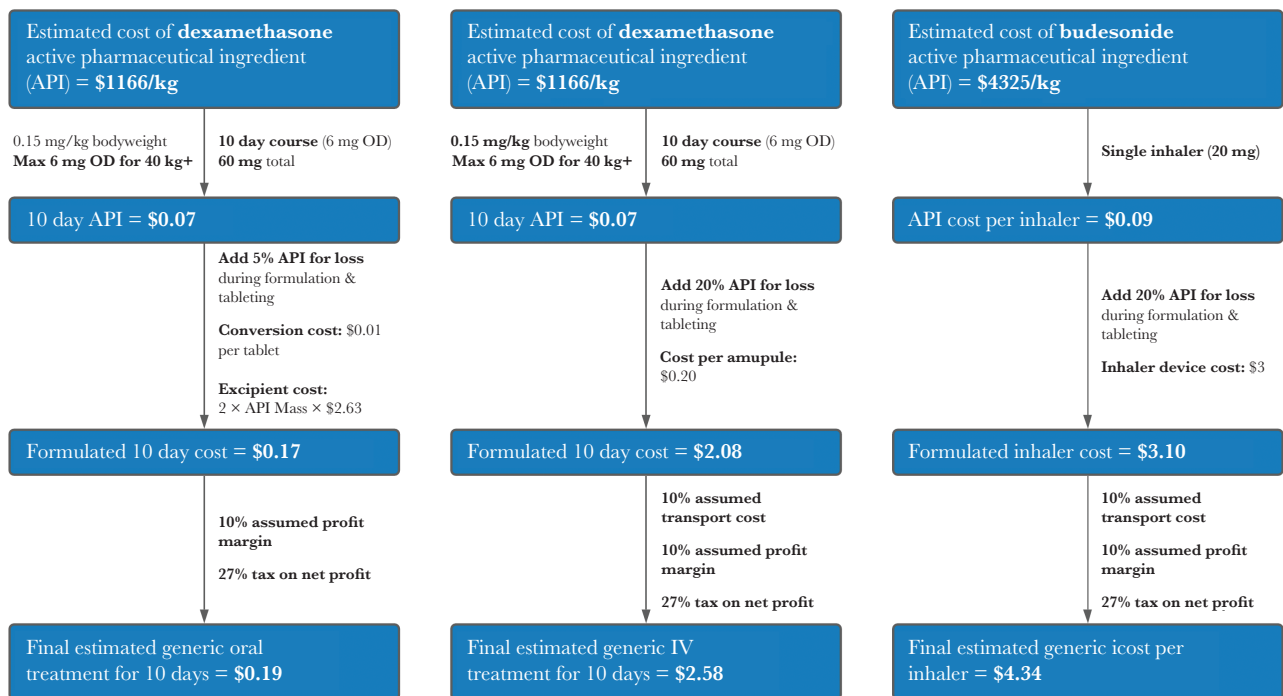 Estimated cost of dexamethasone
active pharmaceutical ingredient
(API) = $1166/kg
0.15 mg/kg bodyweight
Max 6 mg OD for 40 kg+
10 day course (6 mg OD)
60 mg total
10 day API = $0.07
Add 5% API for loss
during formulation &
tableting
Conversion cost: $0.01
per tablet
Excipient cost:
2 × API Mass × $2.63
Formulated 10 day cost = $0.17
10% assumed profit
margin
27% tax on net profit
Final estimated generic oral
treatment for 10 days = $0.19
Estimated cost of dexamethasone
active pharmaceutical ingredient
(API) = $1166/kg
0.15 mg/kg bodyweight
Max 6 mg OD for 40 kg+
10 day course (6 mg OD)
60 mg total
10 day API = $0.07
Add 20% API for loss
during formulation &
tableting
Cost per amupule:
$0.20
Formulated 10 day cost = $2.08
10% assumed
transport cost
10% assumed profit
margin
27% tax on net profit
Final estimated generic IV
treatment for 10 days = $2.58
Estimated cost of budesonide
active pharmaceutical ingredient
(API) = $4325/kg
Single inhaler (20 mg)
API cost per inhaler = $0.09
Add 20% API for loss
during formulation &
tableting
Inhaler device cost: $3
Formulated inhaler cost = $3.10
10% assumed
transport cost
10% assumed profit
margin
27% tax on net profit
Final estimated generic icost per
inhaler = $4.34